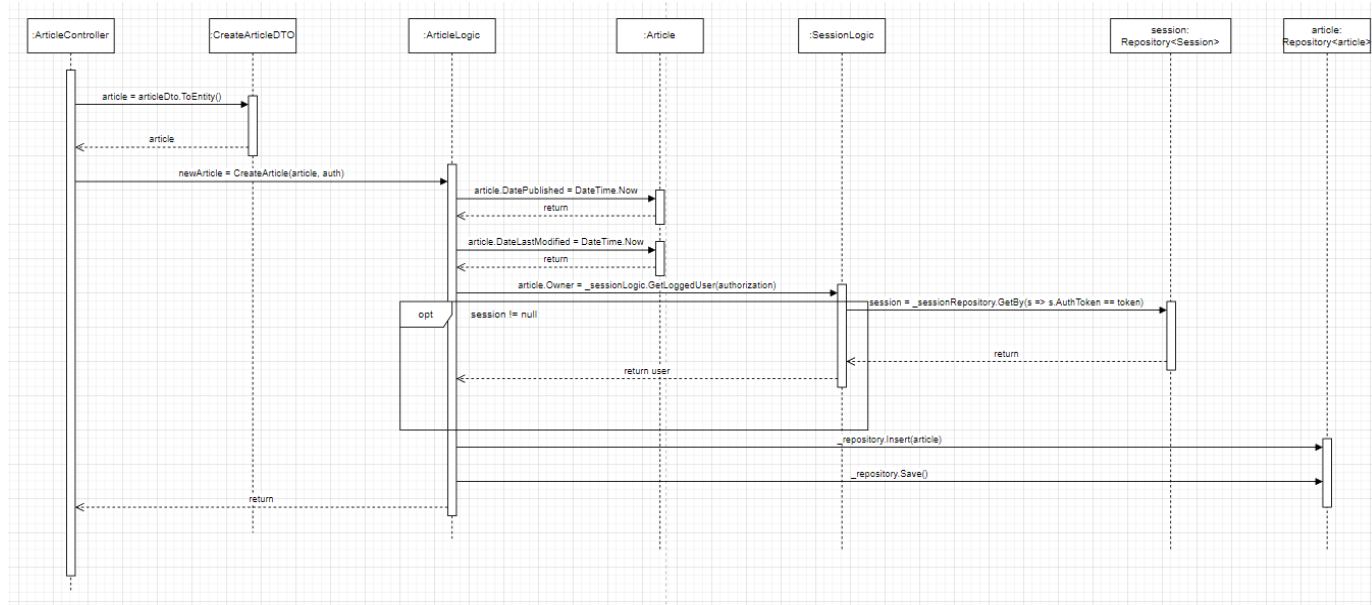 :ArticleController
:CreateArticleDTO
:ArticleLogic
:Article
:SessionLogic
session:
Repository<Session>
article:
Repository<article>
article = articleDto.ToEntity()
article
newArticle = CreateArticle(article, auth)
article.DatePublished = DateTime.Now
return
article.DateLastModified = DateTime.Now
return
article.Owner = _sessionLogic.GetLoggedUser(authorization)
opt
session != null
session = _sessionRepository.GetBy(s => s.AuthToken == token)
return
return user
_repository.Insert(article)
_repository.Save()
return